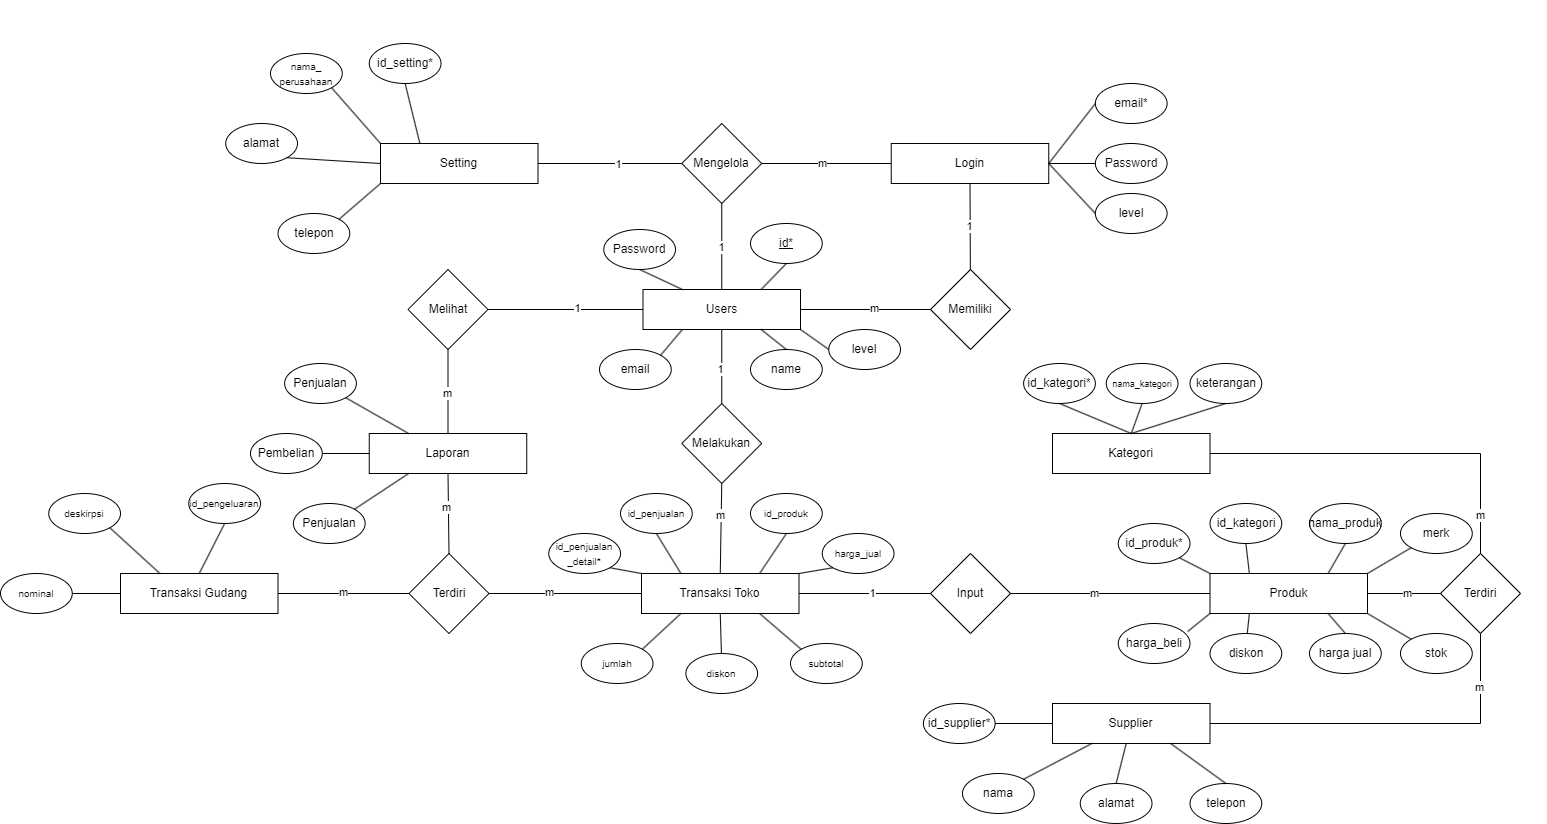 id_setting*
nama_
perusahaan
email*
alamat
Setting
1
Mengelola
m
Login
Password
level
telepon
1
1
Password
id*
Melihat
1
Users
m
Memiliki
level
email
1
name
Penjualan
m
id_kategori*
nama_kategori
keterangan
Melakukan
Pembelian
Laporan
Kategori
deskirpsi
id_pengeluaran
m
Penjualan
m
id_penjualan
id_produk
m
id_kategori
nama_produk
merk
id_produk*
id_penjualan
_detail*
harga_jual
nominal
Transaksi Gudang
m
Terdiri
m
Transaksi Toko
1
Input
m
Produk
m
Terdiri
harga_beli
diskon
harga jual
stok
jumlah
diskon
subtotal
m
id_supplier*
Supplier
nama
alamat
telepon